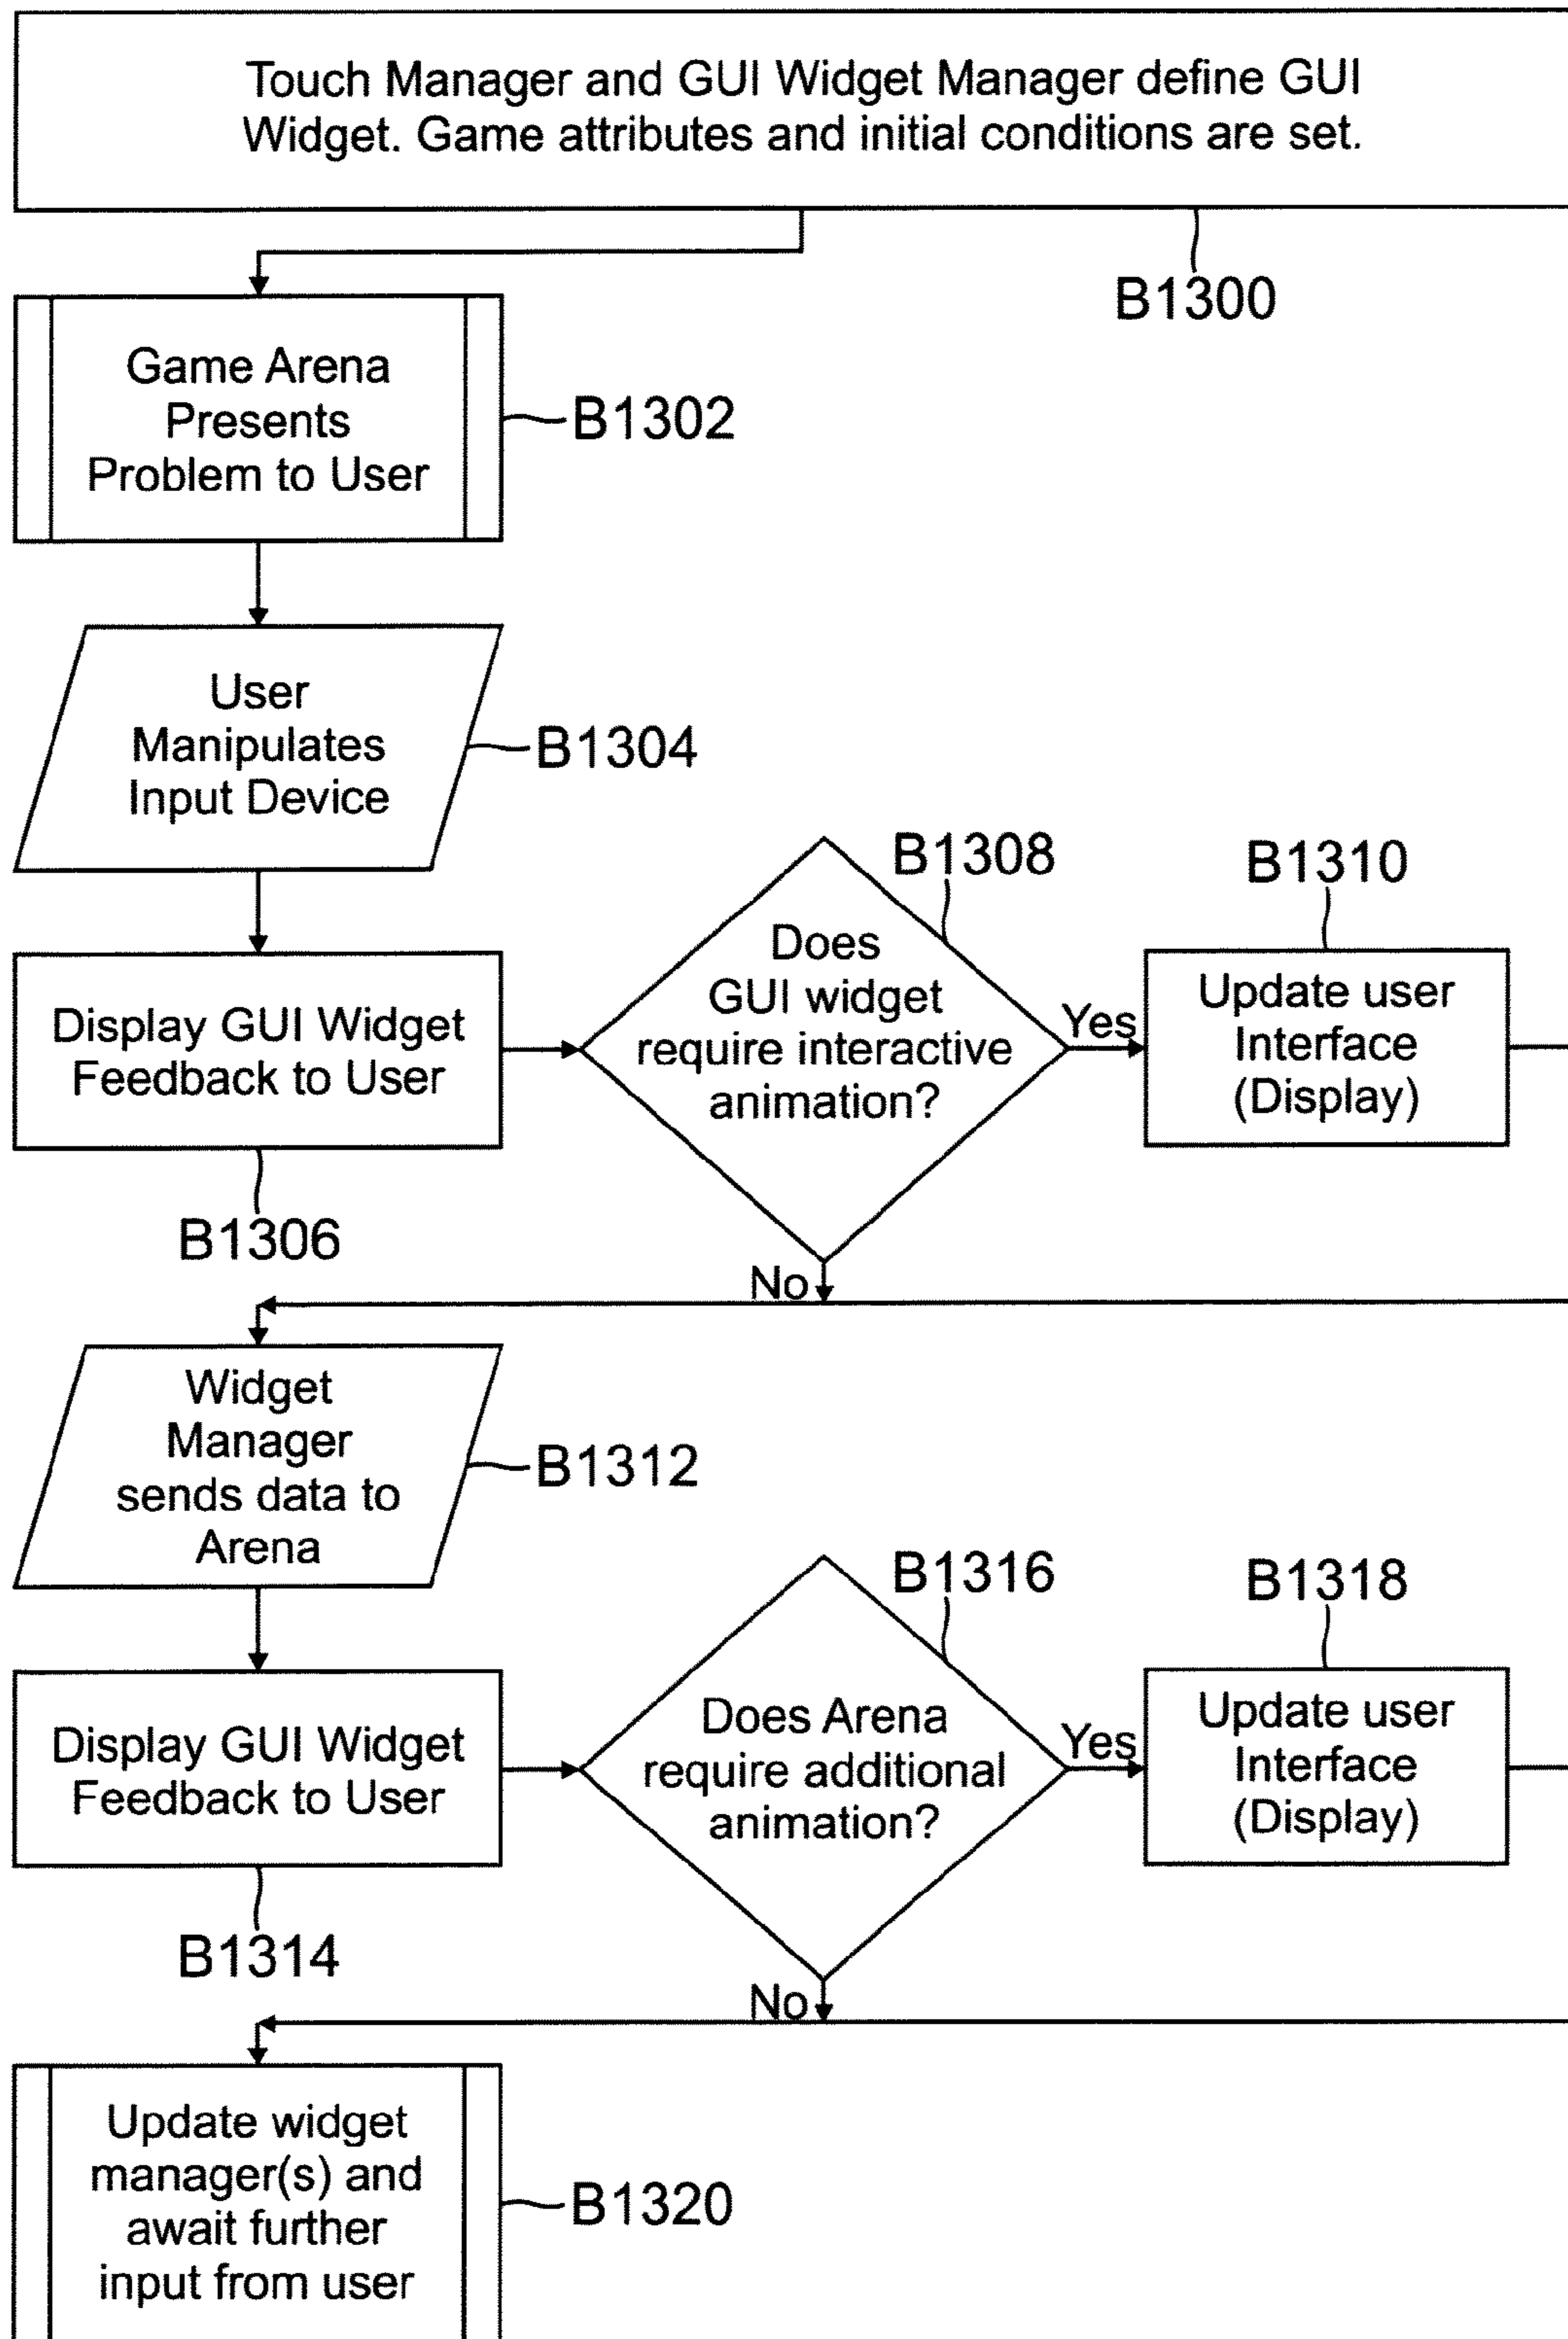 Touch Manager and GUI Widget Manager define GUI
Widget. Game attributes and initial conditions are set.
B1300
Game Arena
Presents
Problem to User
B1302
User
Manipulates
Input Device
B1304
Display GUI Widget
Feedback to User
B1306
Does
GUI widget
require interactive
animation?
B1308
Yes
No
Update user
Interface
(Display)
B1310
Widget
Manager
sends data to
Arena
B1312
Display GUI Widget
Feedback to User
B1314
Does Arena
require additional
animation?
B1316
Yes
No
Update user
Interface
(Display)
B1318
Update widget
manager(s) and
await further
input from user
B1320